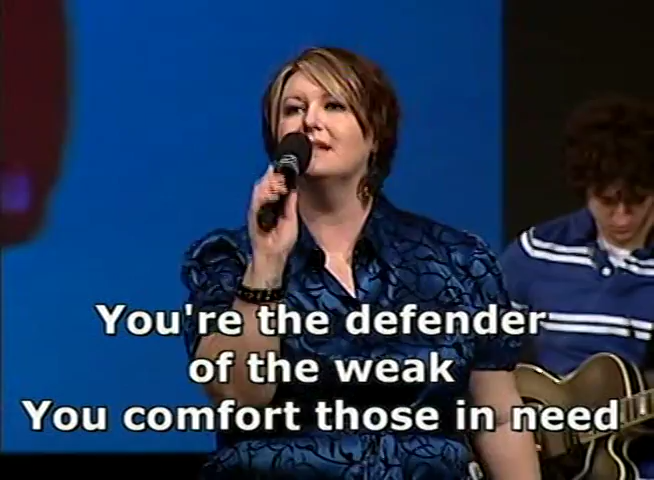 You're the defender
of the weak
You comfort those in need